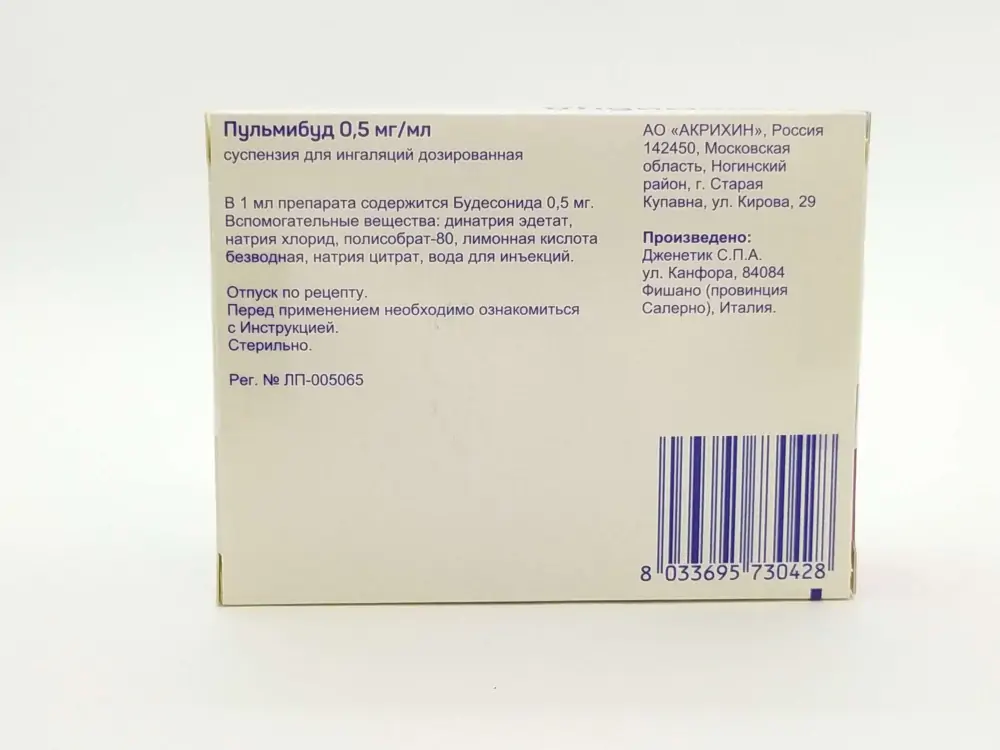 Пульмибуд 0,5 мг/мл
суспензия для ингаляций дозированная
В 1 мл препарата содержится Будесонида 0,5 мг.
Вспомогательные вещества: динатрия эдетат,
натрия хлорид, полисобрат-80, лимонная кислота
безводная, натрия цитрат, вода для инъекций.
Отпуск по рецепту.
Перед применением необходимо ознакомиться
с Инструкцией.
Стерильно.
Рег. № ЛП-005065
АО «АКРИХИН», Россия
142450, Московская
область, Ногинский
район, г. Старая
Купавна, ул. Кирова, 29
Произведено:
Дженетик С.П.А.
ул. Канфора, 84084
Фишано (провинция
Салерно), Италия.
8 033695 730428